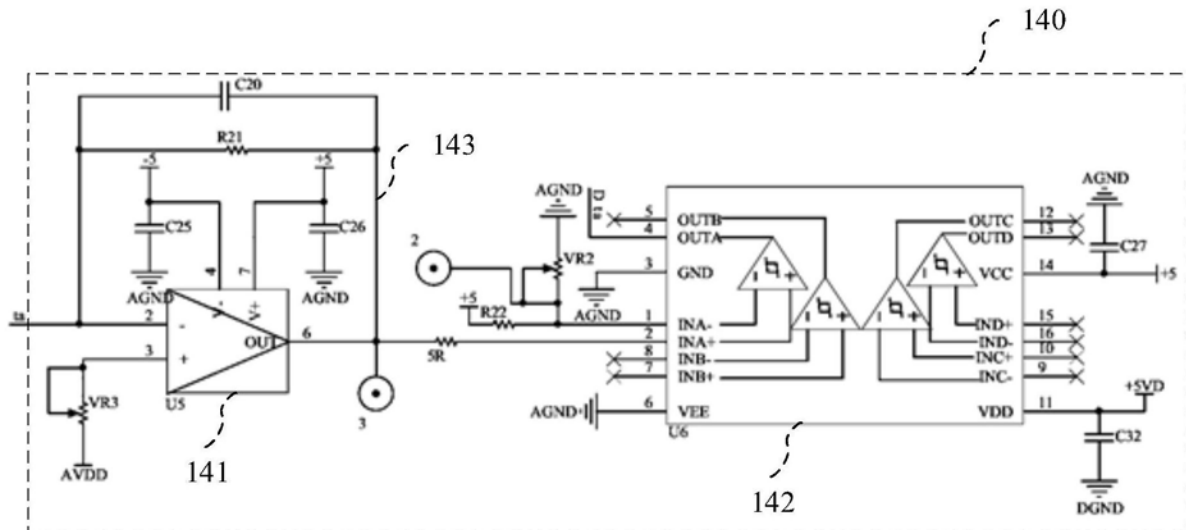 140
C20
R21
143
-5
+5
C25
C26
AGND
AGND
4
7
V-
V+
ta
2
-
3
+
OUT
6
U5
VR3
AVDD
141
3
5R
2
AGND
VR2
+5
R22
AGND
D ta
5
OUTB
4
OUTA
3
GND
1
INA-
2
INA+
8
INB-
7
INB+
AGND
6
VEE
U6
142
OUTC
12
OUTD
13
VCC
14
IND+
15
IND-
16
INC+
10
INC-
9
VDD
11
AGND
C27
+5
+5VD
C32
DGND